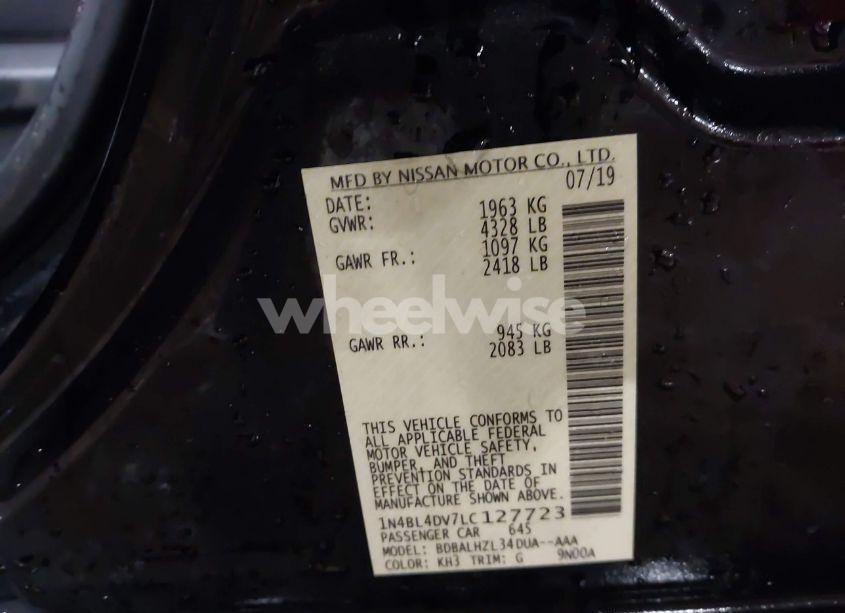 MFD BY NISSAN MOTOR CO., LTD.
DATE: 07/19
GVWR: 1963 KG
4328 LB
GAWR FR.: 1097 KG
2418 LB
wheelwise
GAWR RR.: 945 KG
2083 LB
THIS VEHICLE CONFORMS TO
ALL APPLICABLE FEDERAL
MOTOR VEHICLE SAFETY,
BUMPER, AND THEFT
PREVENTION STANDARDS IN
EFFECT ON THE DATE OF
MANUFACTURE SHOWN ABOVE.
1N4BL4DV7LC127723
PASSENGER CAR 645
MODEL: BDBALHZL34DUA--AAA
COLOR: KH3 TRIM: G 9N00A